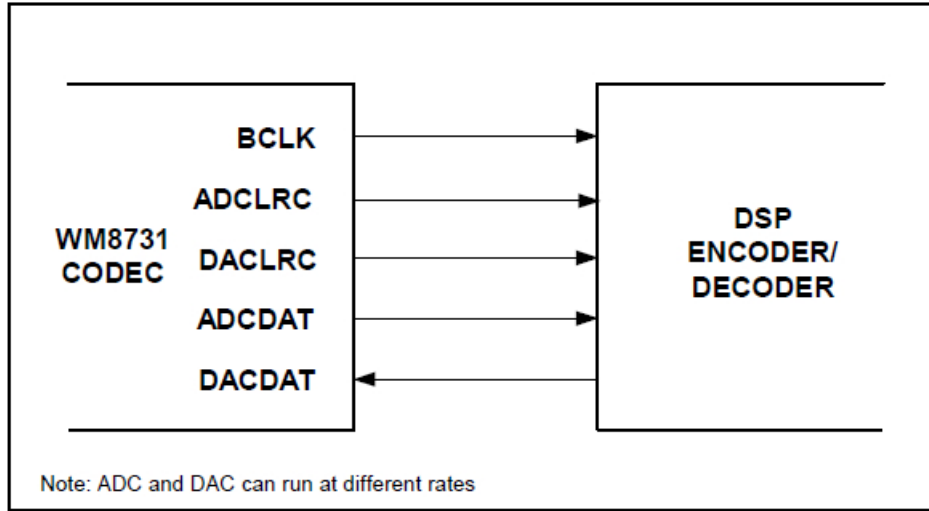 BCLK
ADCLRC
WM8731
CODEC
DACLRC
ADCDAT
DACDAT
DSP
ENCODER/
DECODER
Note: ADC and DAC can run at different rates